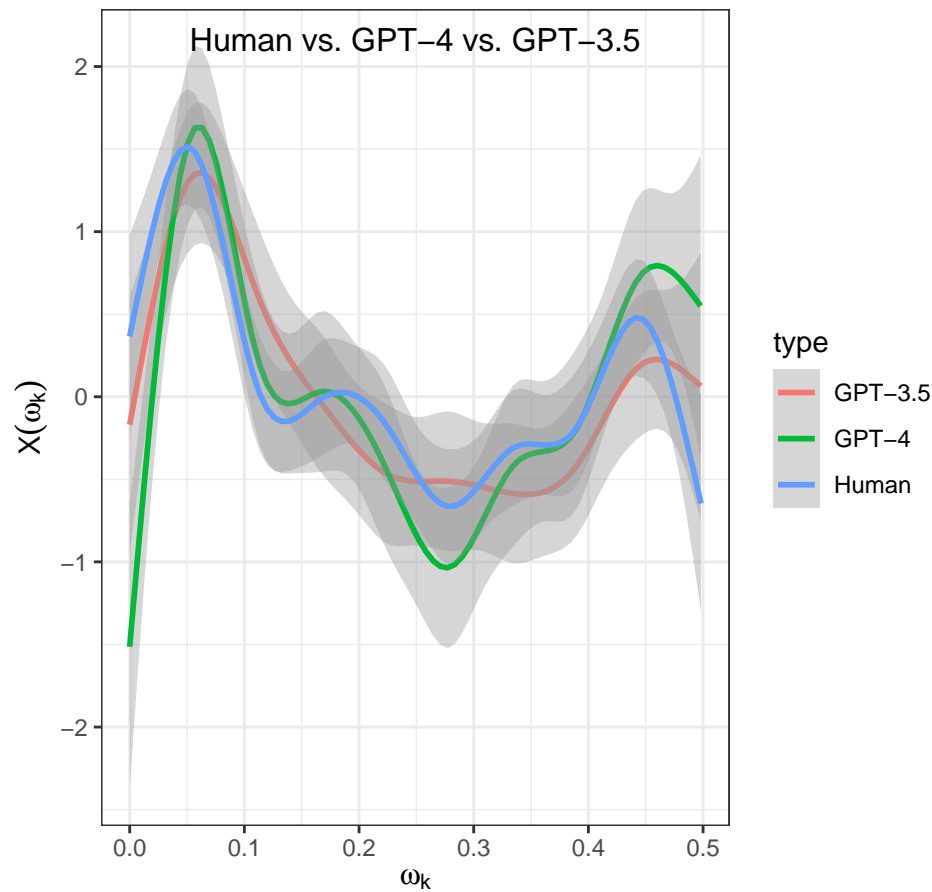 Human vs. GPT−4 vs. GPT−3.5
2
1
0
−1
−2
X(ωk)
0.0 0.1 0.2 0.3 0.4 0.5
ωk
type
GPT−3.5
GPT−4
Human